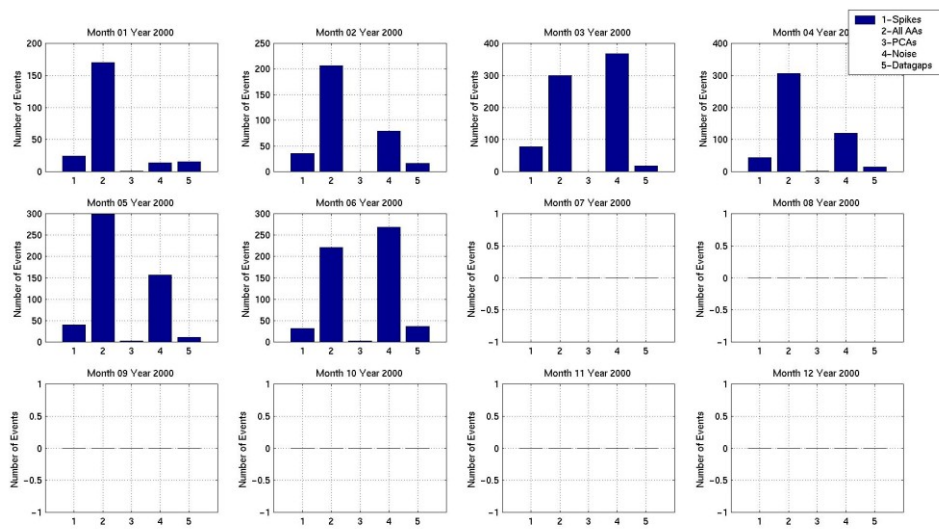 Month 01 Year 2000
Month 02 Year 2000
Month 03 Year 2000
Month 04 Year 2000
1-Spikes
2-All AAs
3-PCAs
4-Noise
5-Datagaps
Number of Events
200
150
100
50
0
1 2 3 4 5
Number of Events
250
200
150
100
50
0
1 2 3 4 5
Number of Events
400
300
200
100
0
1 2 3 4 5
Number of Events
400
300
200
100
0
1 2 3 4 5
Month 05 Year 2000
Month 06 Year 2000
Month 07 Year 2000
Month 08 Year 2000
Number of Events
300
250
200
150
100
50
0
1 2 3 4 5
Number of Events
300
250
200
150
100
50
0
1 2 3 4 5
Number of Events
1
0.5
0
−0.5
−1
1 2 3 4 5
Number of Events
1
0.5
0
−0.5
−1
1 2 3 4 5
Month 09 Year 2000
Month 10 Year 2000
Month 11 Year 2000
Month 12 Year 2000
Number of Events
1
0.5
0
−0.5
−1
1 2 3 4 5
Number of Events
1
0.5
0
−0.5
−1
1 2 3 4 5
Number of Events
1
0.5
0
−0.5
−1
1 2 3 4 5
Number of Events
1
0.5
0
−0.5
−1
1 2 3 4 5